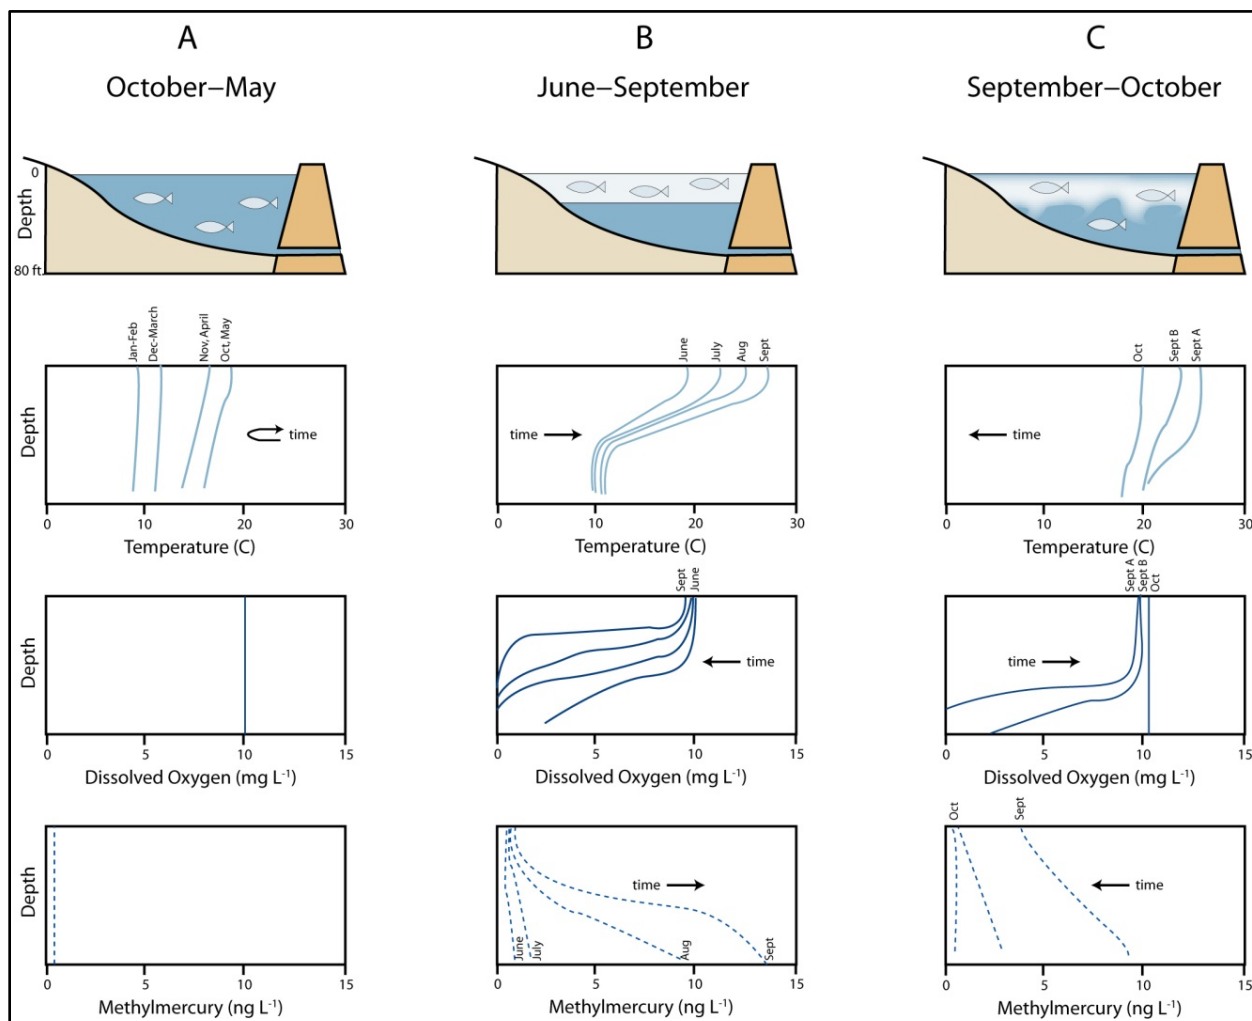 A
October–May
B
June–September
C
September–October
0
Depth
80 ft.
Jan-Feb
Dec-March
Nov, April
Oct, May
Depth
time
0 10 20 30
Temperature (C)
June
July
Aug
Sept
time
0 10 20 30
Temperature (C)
Oct
Sept B
Sept A
time
0 10 20 30
Temperature (C)
Depth
0 5 10 15
Dissolved Oxygen (mg L⁻¹)
Sept
June
time
0 5 10 15
Dissolved Oxygen (mg L⁻¹)
Sept A
Sept B
Oct
time
0 5 10 15
Dissolved Oxygen (mg L⁻¹)
Depth
0 5 10 15
Methylmercury (ng L⁻¹)
time
June
July
Aug
Sept
0 5 10 15
Methylmercury (ng L⁻¹)
Oct
Sept
time
0 5 10 15
Methylmercury (ng L⁻¹)